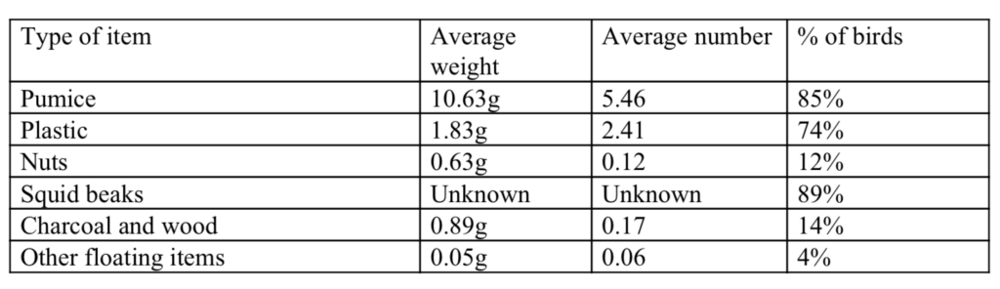 Type of item Average weight Average number % of birds
Pumice 10.63g 5.46 85%
Plastic 1.83g 2.41 74%
Nuts 0.63g 0.12 12%
Squid beaks Unknown Unknown 89%
Charcoal and wood 0.89g 0.17 14%
Other floating items 0.05g 0.06 4%